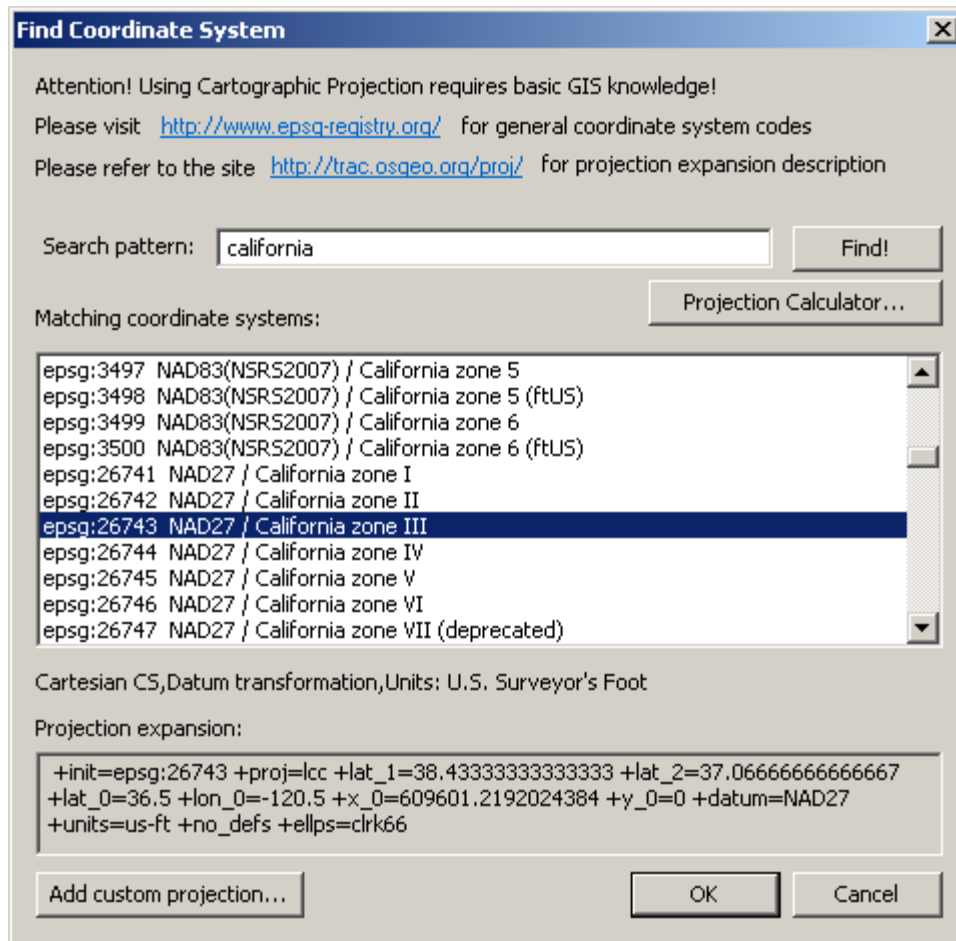 Find Coordinate System
Attention! Using Cartographic Projection requires basic GIS knowledge!
Please visit http://www.epsg-registry.org/ for general coordinate system codes
Please refer to the site http://trac.osgeo.org/proj/ for projection expansion description
Search pattern: california Find!
Projection Calculator...
Matching coordinate systems:
epsg:3497 NAD83(NSRS2007) / California zone 5
epsg:3498 NAD83(NSRS2007) / California zone 5 (ftUS)
epsg:3499 NAD83(NSRS2007) / California zone 6
epsg:3500 NAD83(NSRS2007) / California zone 6 (ftUS)
epsg:26741 NAD27 / California zone I
epsg:26742 NAD27 / California zone II
epsg:26743 NAD27 / California zone III
epsg:26744 NAD27 / California zone IV
epsg:26745 NAD27 / California zone V
epsg:26746 NAD27 / California zone VI
epsg:26747 NAD27 / California zone VII (deprecated)
Cartesian CS,Datum transformation,Units: U.S. Surveyor's Foot
Projection expansion:
+init=epsg:26743 +proj=lcc +lat_1=38.43333333333333 +lat_2=37.06666666666667
+lat_0=36.5 +lon_0=-120.5 +x_0=609601.2192024384 +y_0=0 +datum=NAD27
+units=us-ft +no_defs +ellps=clrk66
Add custom projection... OK Cancel